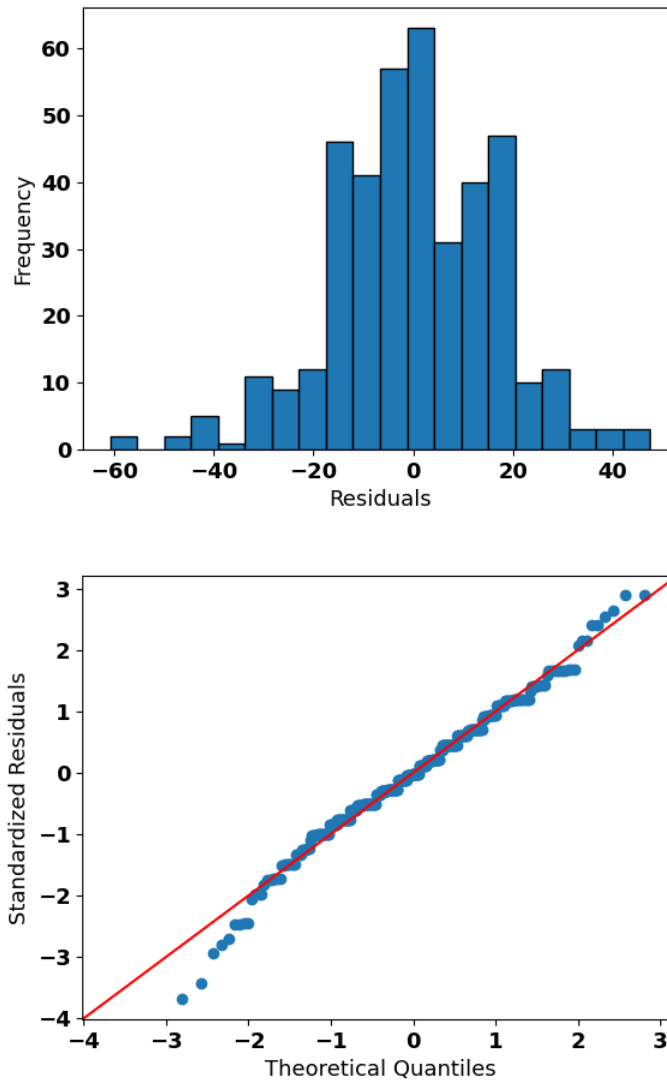 60
50
40
30
20
10
0
Frequency
−60 −40 −20 0 20 40
Residuals
3
2
1
0
−1
−2
−3
−4
Standardized Residuals
−4 −3 −2 −1 0 1 2 3
Theoretical Quantiles